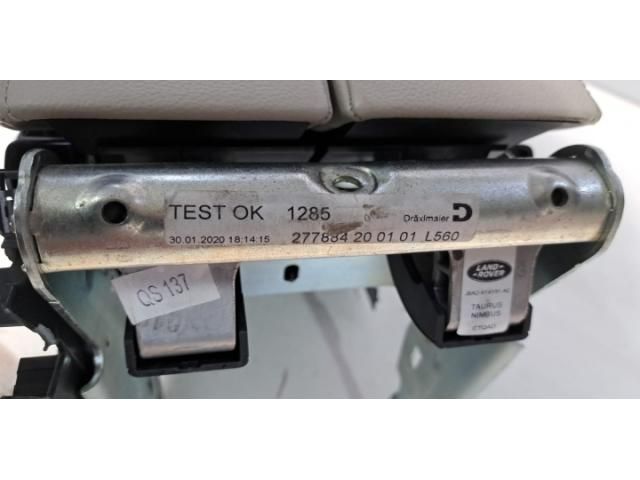 TEST OK 1285
Dräxlmaier D
30.01.2020 18:14:15 277884 20 01 01 L560
QS 137
LAND-
ROVER
TAURUS
NIMBUS